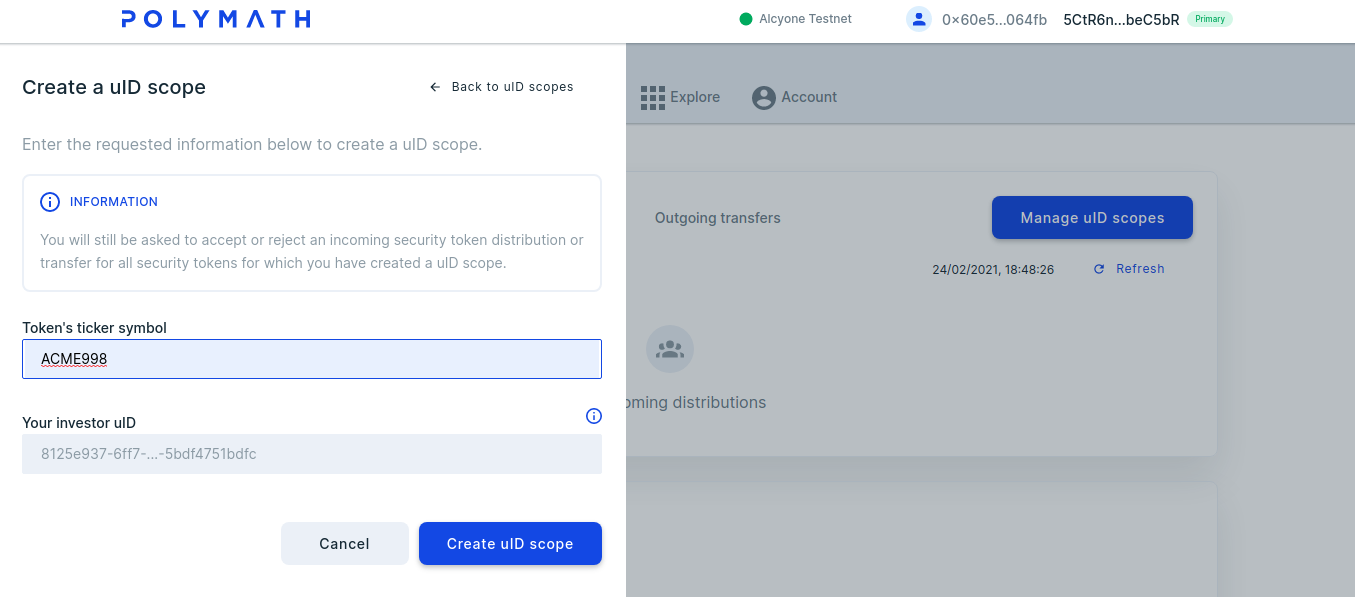 POLYMATH
Alcyone Testnet
0x60e5...064fb
5CtR6n...beC5bR
Primary
Create a uID scope
Back to uID scopes
Enter the requested information below to create a uID scope.
INFORMATION
You will still be asked to accept or reject an incoming security token distribution or
transfer for all security tokens for which you have created a uID scope.
Token's ticker symbol
ACME998
Your investor uID
8125e937-6ff7-...-5bdf4751bdfc
Cancel
Create uID scope
Explore
Account
Outgoing transfers
Manage uID scopes
24/02/2021, 18:48:26
Refresh
oming distributions